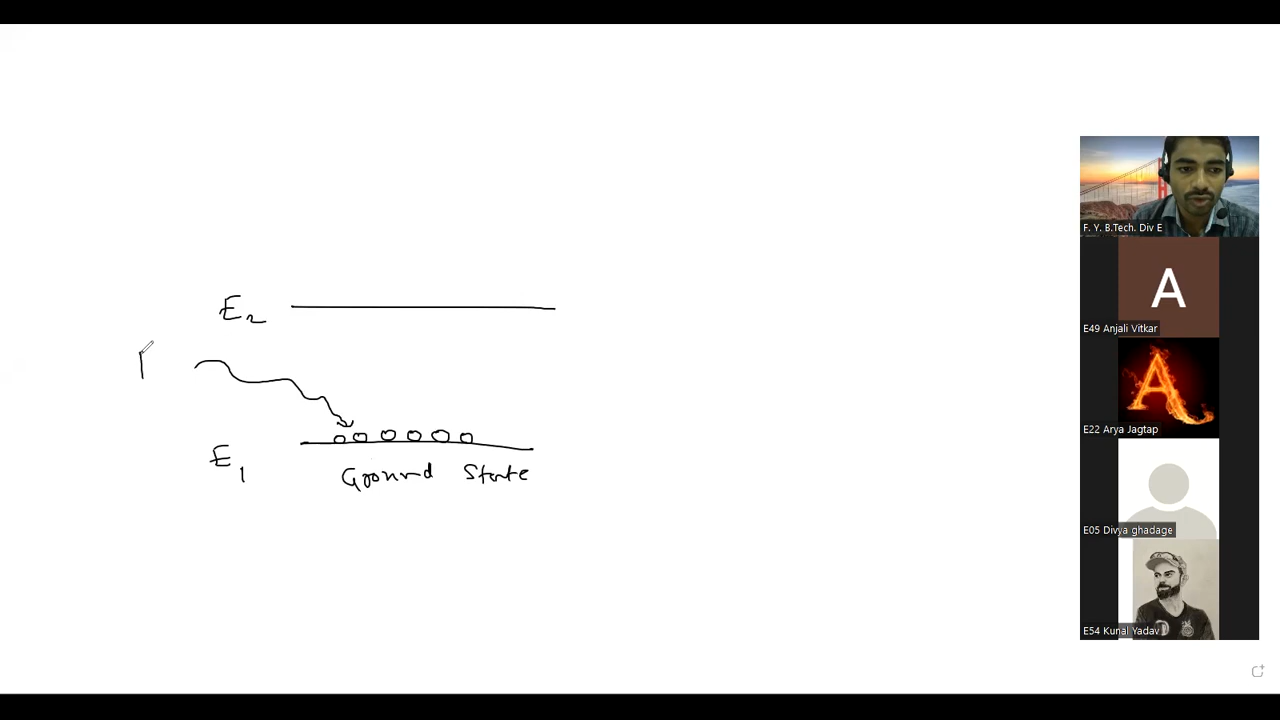 E2
E1
Ground State
F. Y. B.Tech. Div E
A
E49 Anjali Vitkar
A
E22 Arya Jagtap
E05 Divya ghadage
E54 Kunal Yadav